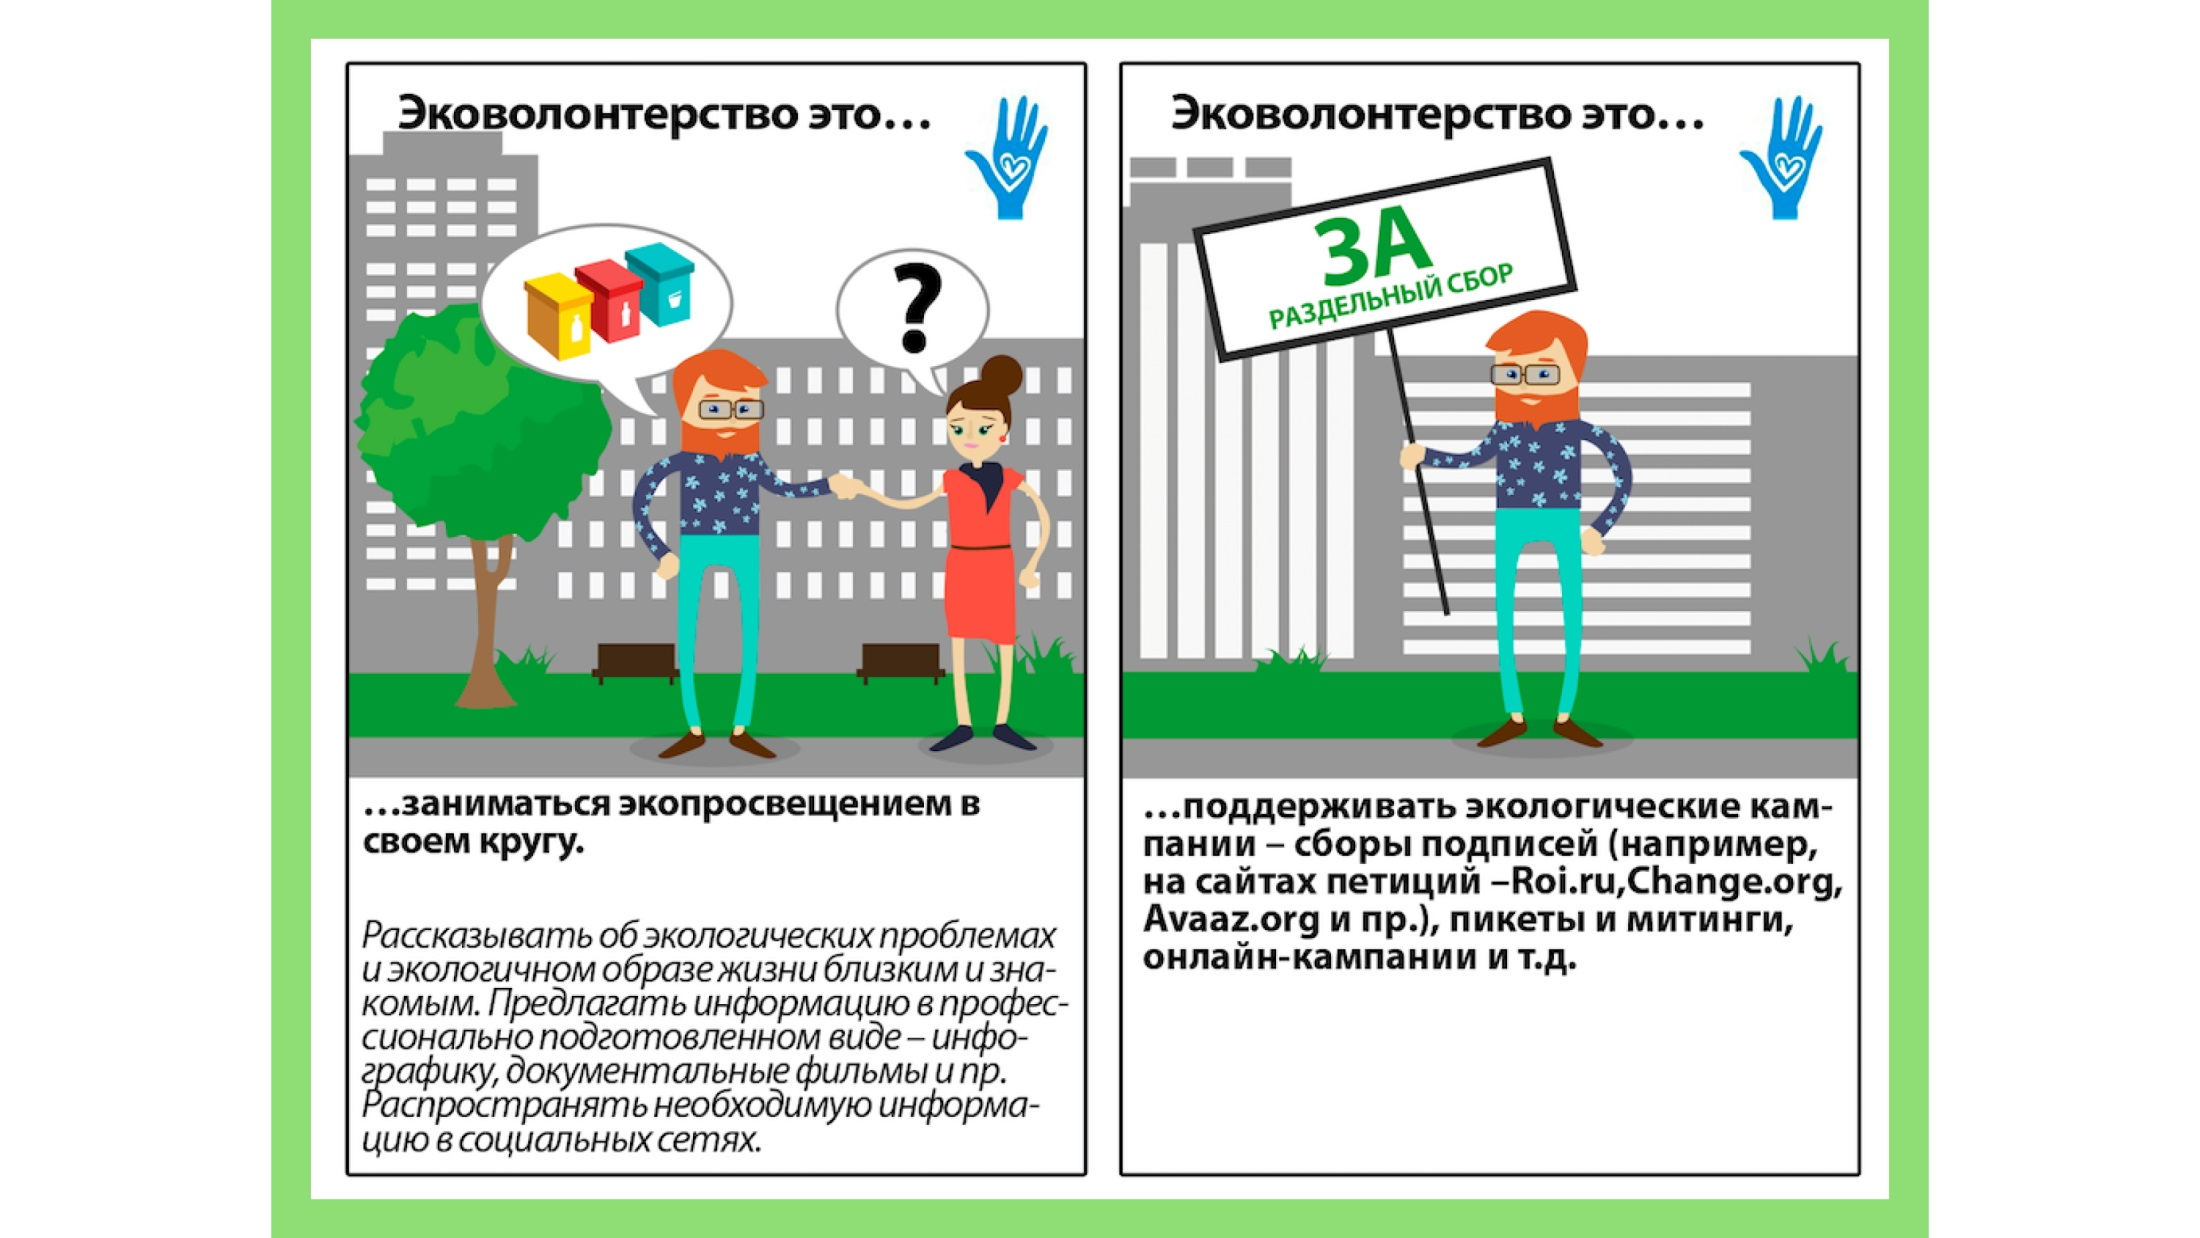 Эковолонтерство это...
?
...заниматься экопросвещением в
своем кругу.
Рассказывать об экологических проблемах
и экологичном образе жизни близким и зна-
комым. Предлагать информацию в профес-
сионально подготовленном виде – инфо-
графику, документальные фильмы и пр.
Распространять необходимую информа-
цию в социальных сетях.
Эковолонтерство это...
ЗА
РАЗДЕЛЬНЫЙ СБОР
...поддерживать экологические кам-
пании – сборы подписей (например,
на сайтах петиций –Roi.ru,Change.org,
Avaaz.org и пр.), пикеты и митинги,
онлайн-кампании и т.д.